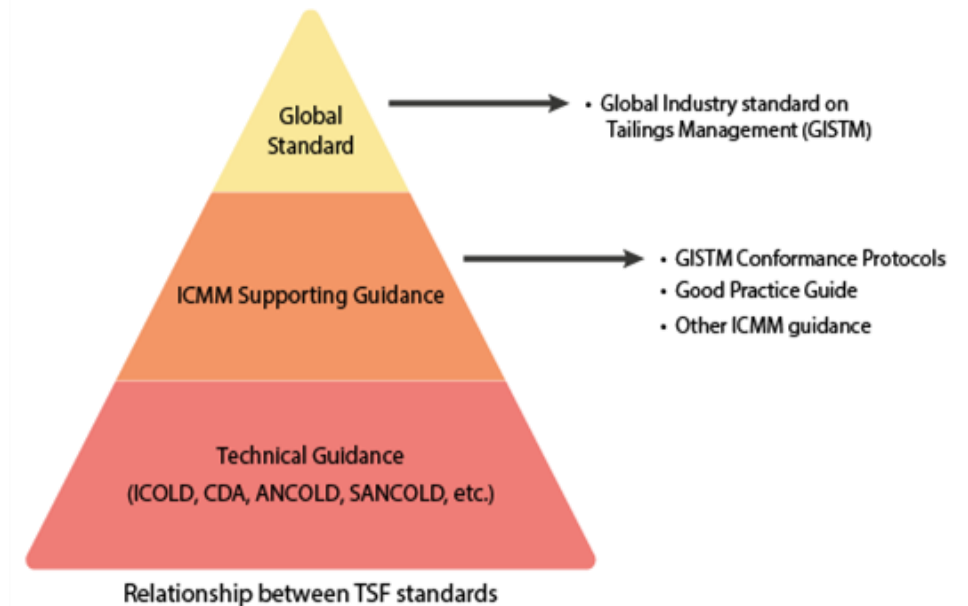 Global
Standard
• Global Industry standard on
Tailings Management (GISTM)
ICMM Supporting Guidance
• GISTM Conformance Protocols
• Good Practice Guide
• Other ICMM guidance
Technical Guidance
(ICOLD, CDA, ANCOLD, SANCOLD, etc.)
Relationship between TSF standards